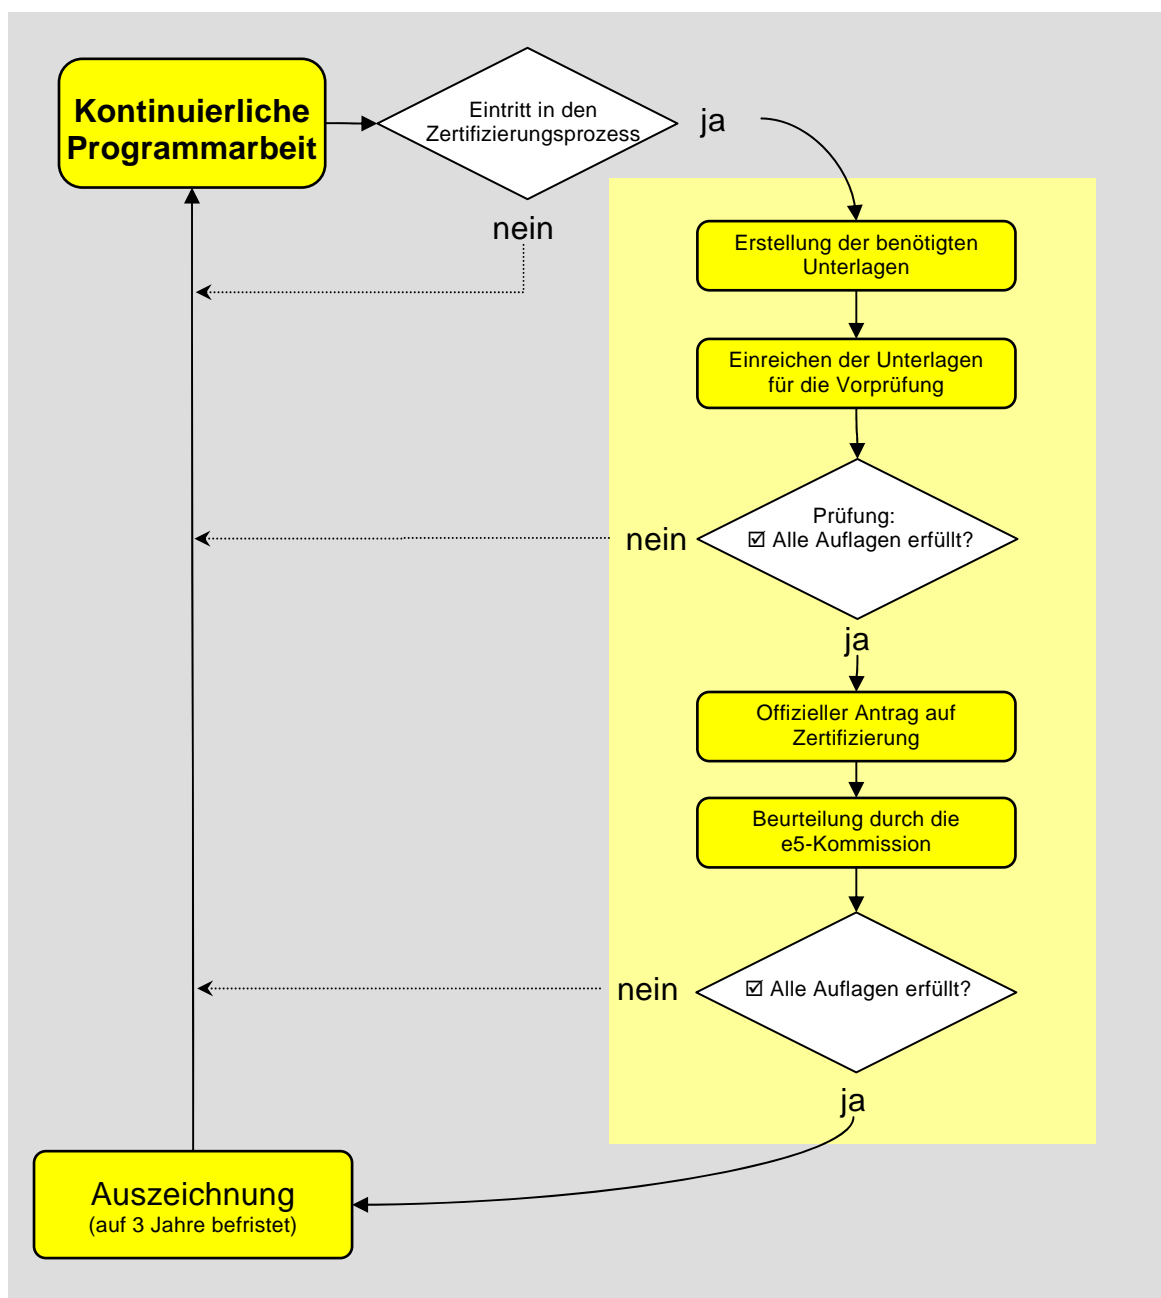 Kontinuierliche
Programmarbeit
Eintritt in den
Zertifizierungsprozess
ja
nein
Erstellung der benötigten
Unterlagen
Einreichen der Unterlagen
für die Vorprüfung
Prüfung:
☑ Alle Auflagen erfüllt?
nein
ja
Offizieller Antrag auf
Zertifizierung
Beurteilung durch die
e5-Kommission
☑ Alle Auflagen erfüllt?
nein
ja
Auszeichnung
(auf 3 Jahre befristet)